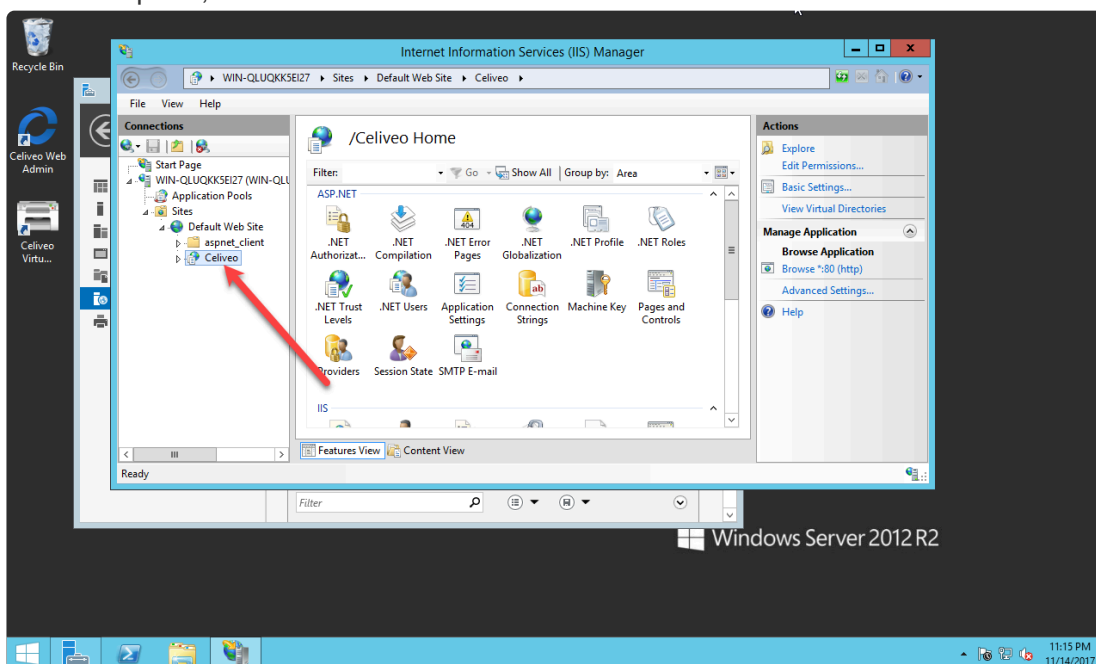 Recycle Bin
Internet Information Services (IIS) Manager
WIN-QLUQKK5EI27 Sites Default Web Site Celiveo
File View Help
Connections
Start Page
WIN-QLUQKK5EI27 (WIN-QLU
Application Pools
Sites
Default Web Site
aspnet_client
Celiveo
Celiveo Web
Admin
Celiveo
Virtu...
/Celiveo Home
Filter: Go Show All Group by: Area
ASP.NET
.NET .NET .NET Error .NET .NET Profile .NET Roles
Authorizat... Compilation Pages Globalization
404
ab
.NET Trust .NET Users Application Connection Machine Key Pages and
Levels Settings Strings Controls
Providers Session State SMTP E-mail
IIS
Features View Content View
Actions
Explore
Edit Permissions...
Basic Settings...
View Virtual Directories
Manage Application
Browse Application
Browse *:80 (http)
Advanced Settings...
Help
Ready
Filter
Windows Server 2012 R2
11:15 PM
11/14/2017